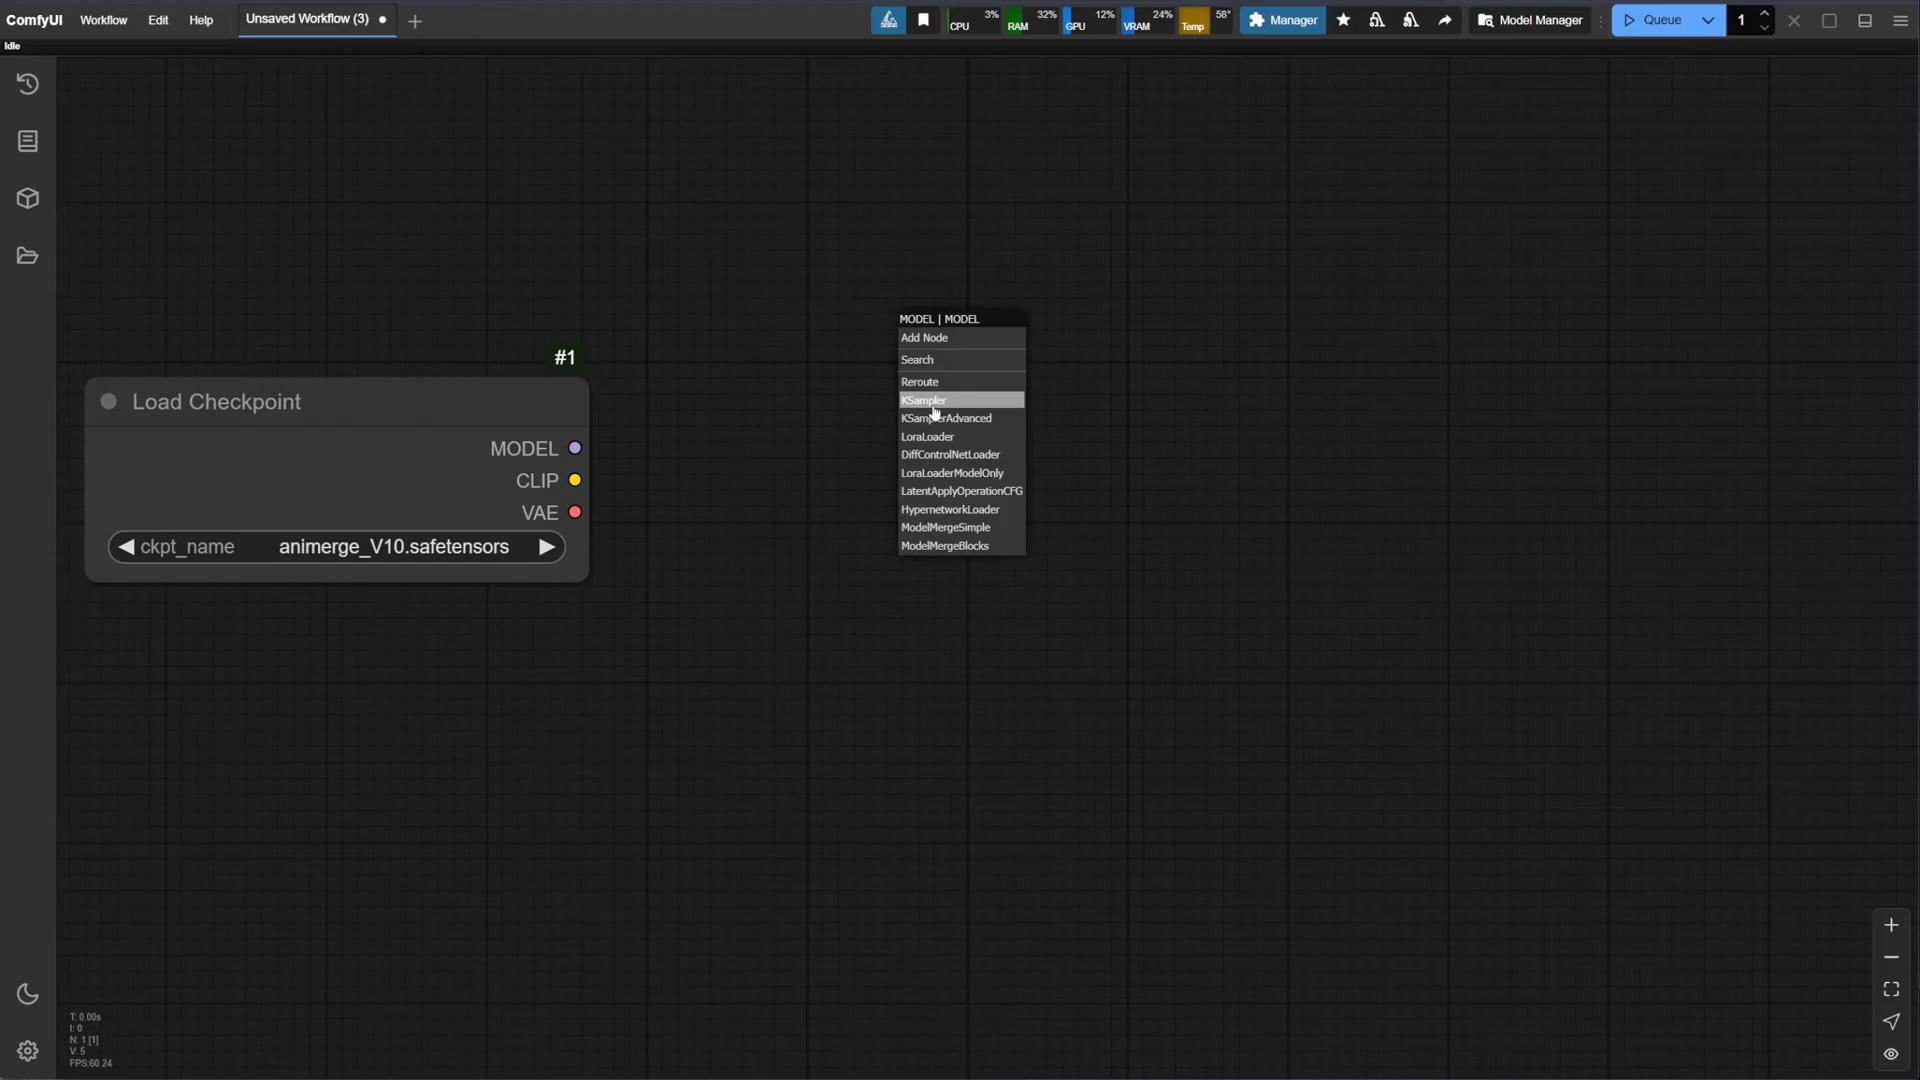 ComfyUI Workflow Edit Help Unsaved Workflow (3) CPU 3% RAM 32% GPU 12% VRAM 24% Temp 58° Manager Model Manager Queue 1
Idle
MODEL | MODEL
Add Node
Search
Reroute
KSampler
KSamplerAdvanced
LoraLoader
DiffControlNetLoader
LoraLoaderModelOnly
LatentApplyOperationCFG
HypernetworkLoader
ModelMergeSimple
ModelMergeBlocks
#1
Load Checkpoint
MODEL
CLIP
VAE
ckpt_name animerge_V10.safetensors
T: 0.00s
I: 0
N: 1 [1]
V: 5
FPS:60.24